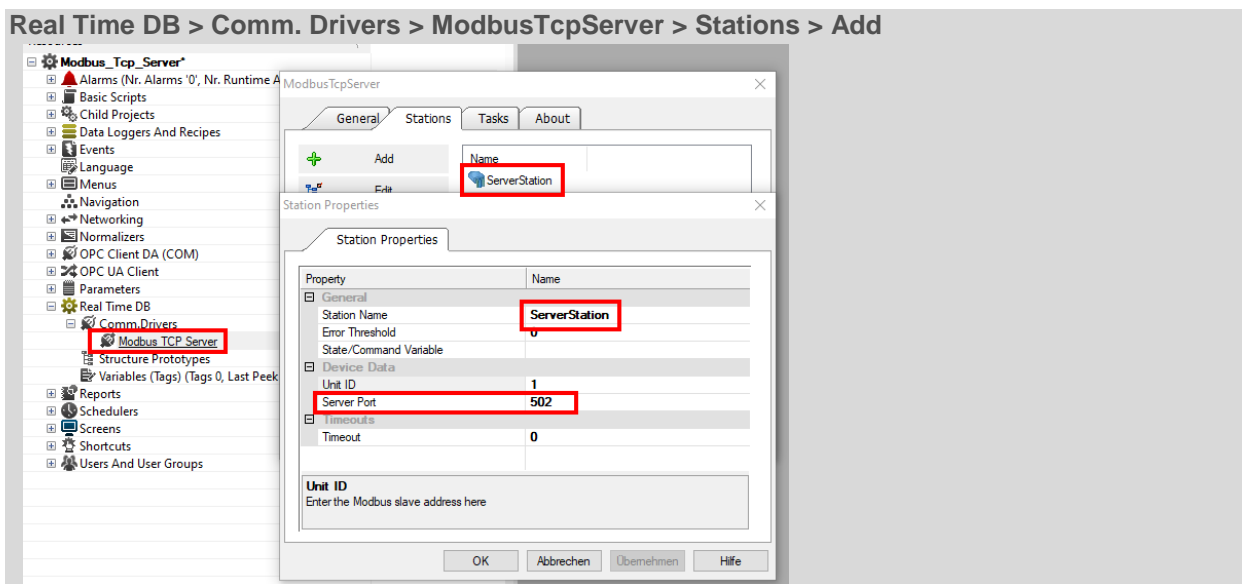 Real Time DB > Comm. Drivers > ModbusTcpServer > Stations > Add
Modbus_Tcp_Server*
Alarms (Nr. Alarms '0', Nr. Runtime A
Basic Scripts
Child Projects
Data Loggers And Recipes
Events
Language
Menus
Navigation
Networking
Normalizers
OPC Client DA (COM)
OPC UA Client
Parameters
Real Time DB
Comm.Drivers
Modbus TCP Server
Structure Prototypes
Variables (Tags) (Tags 0, Last Peek
Reports
Schedulers
Screens
Shortcuts
Users And User Groups
ModbusTcpServer
General Stations Tasks About
Add Name
ServerStation
Edit
Station Properties
Station Properties
Property Name
General
Station Name ServerStation
Error Threshold 0
State/Command Variable
Device Data
Unit ID 1
Server Port 502
Timeouts
Timeout 0
Unit ID
Enter the Modbus slave address here
OK Abbrechen Übernehmen Hilfe